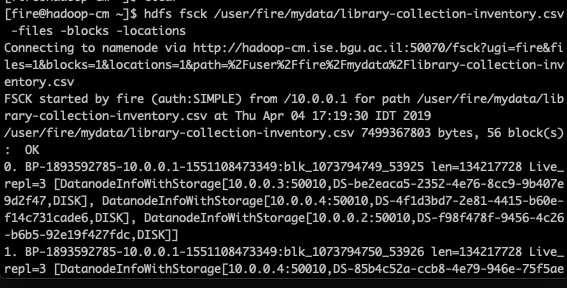 [fire@hadoop-cm ~]$ hdfs fsck /user/fire/mydata/library-collection-inventory.csv
 -files -blocks -locations
Connecting to namenode via http://hadoop-cm.ise.bgu.ac.il:50070/fsck?ugi=fire&fi
les=1&blocks=1&locations=1&path=%2Fuser%2Ffire%2Fmydata%2Flibrary-collection-inv
entory.csv
FSCK started by fire (auth:SIMPLE) from /10.0.0.1 for path /user/fire/mydata/lib
rary-collection-inventory.csv at Thu Apr 04 17:19:30 IDT 2019
/user/fire/mydata/library-collection-inventory.csv 7499367803 bytes, 56 block(s)
:  OK
0. BP-1893592785-10.0.0.1-1551108473349:blk_1073794749_53925 len=134217728 Live_
repl=3 [DatanodeInfoWithStorage[10.0.0.3:50010,DS-be2eaca5-2352-4e76-8cc9-9b407e
9d2f47,DISK], DatanodeInfoWithStorage[10.0.0.4:50010,DS-4f1d3bd7-2e81-4415-b60e-
f14c731cade6,DISK], DatanodeInfoWithStorage[10.0.0.2:50010,DS-f98f478f-9456-4c26
-b6b5-92e19f427fdc,DISK]]
1. BP-1893592785-10.0.0.1-1551108473349:blk_1073794750_53926 len=134217728 Live_
repl=3 [DatanodeInfoWithStorage[10.0.0.4:50010,DS-85b4c52a-ccb8-4e79-946e-75f5ae